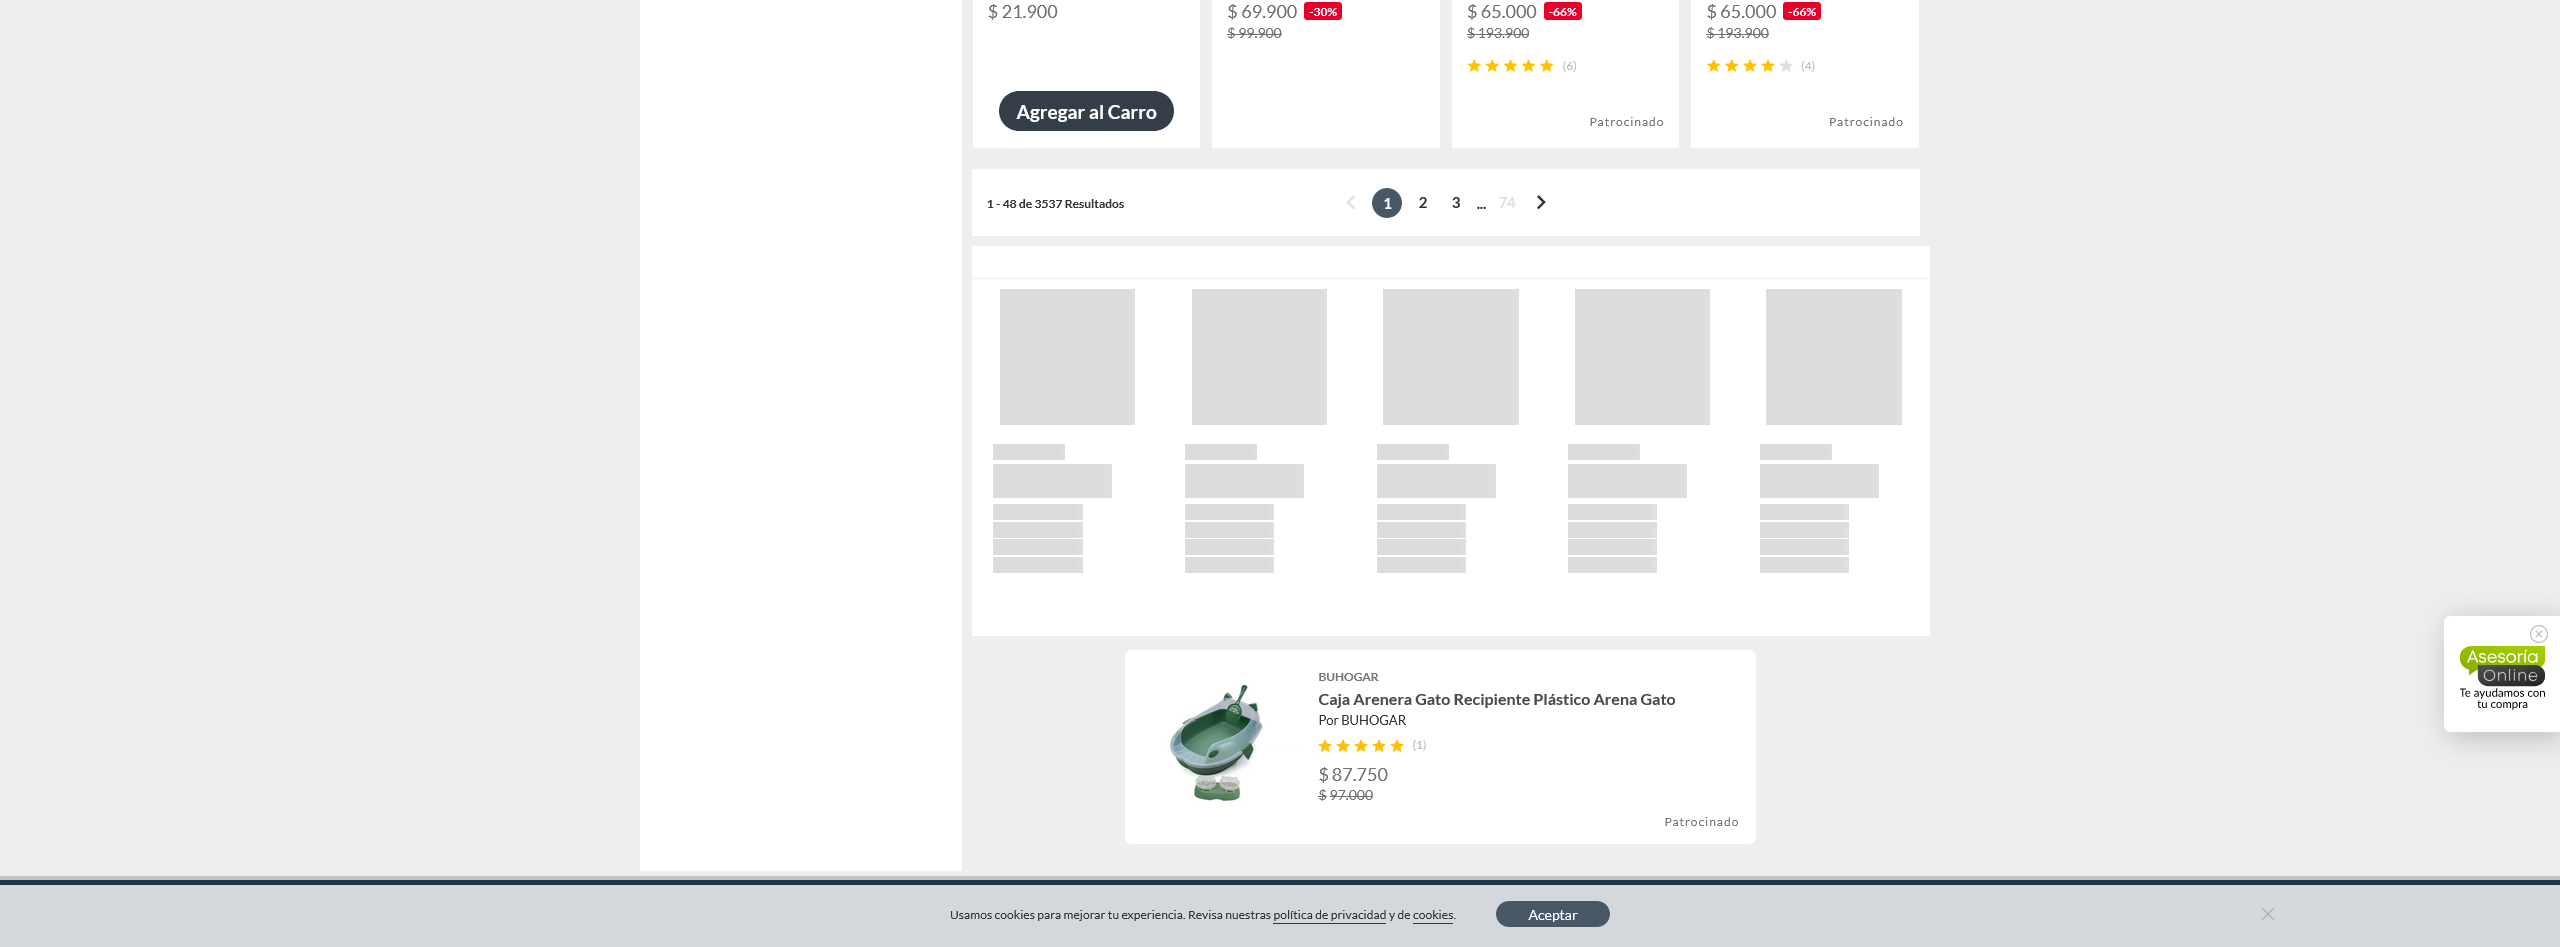 $ 21.900
$ 69.900 -30%
$ 99.900
$ 65.000 -66%
$ 193.900
(6)
$ 65.000 -66%
$ 193.900
(4)
Agregar al Carro
Patrocinado
Patrocinado
1 - 48 de 3537 Resultados
1 2 3 ... 74
Asesoría
Online
Te ayudamos con
tu compra
BUHOGAR
Caja Arenera Gato Recipiente Plástico Arena Gato
Por BUHOGAR
(1)
$ 87.750
$ 97.000
Patrocinado
Usamos cookies para mejorar tu experiencia. Revisa nuestras política de privacidad y de cookies.
Aceptar